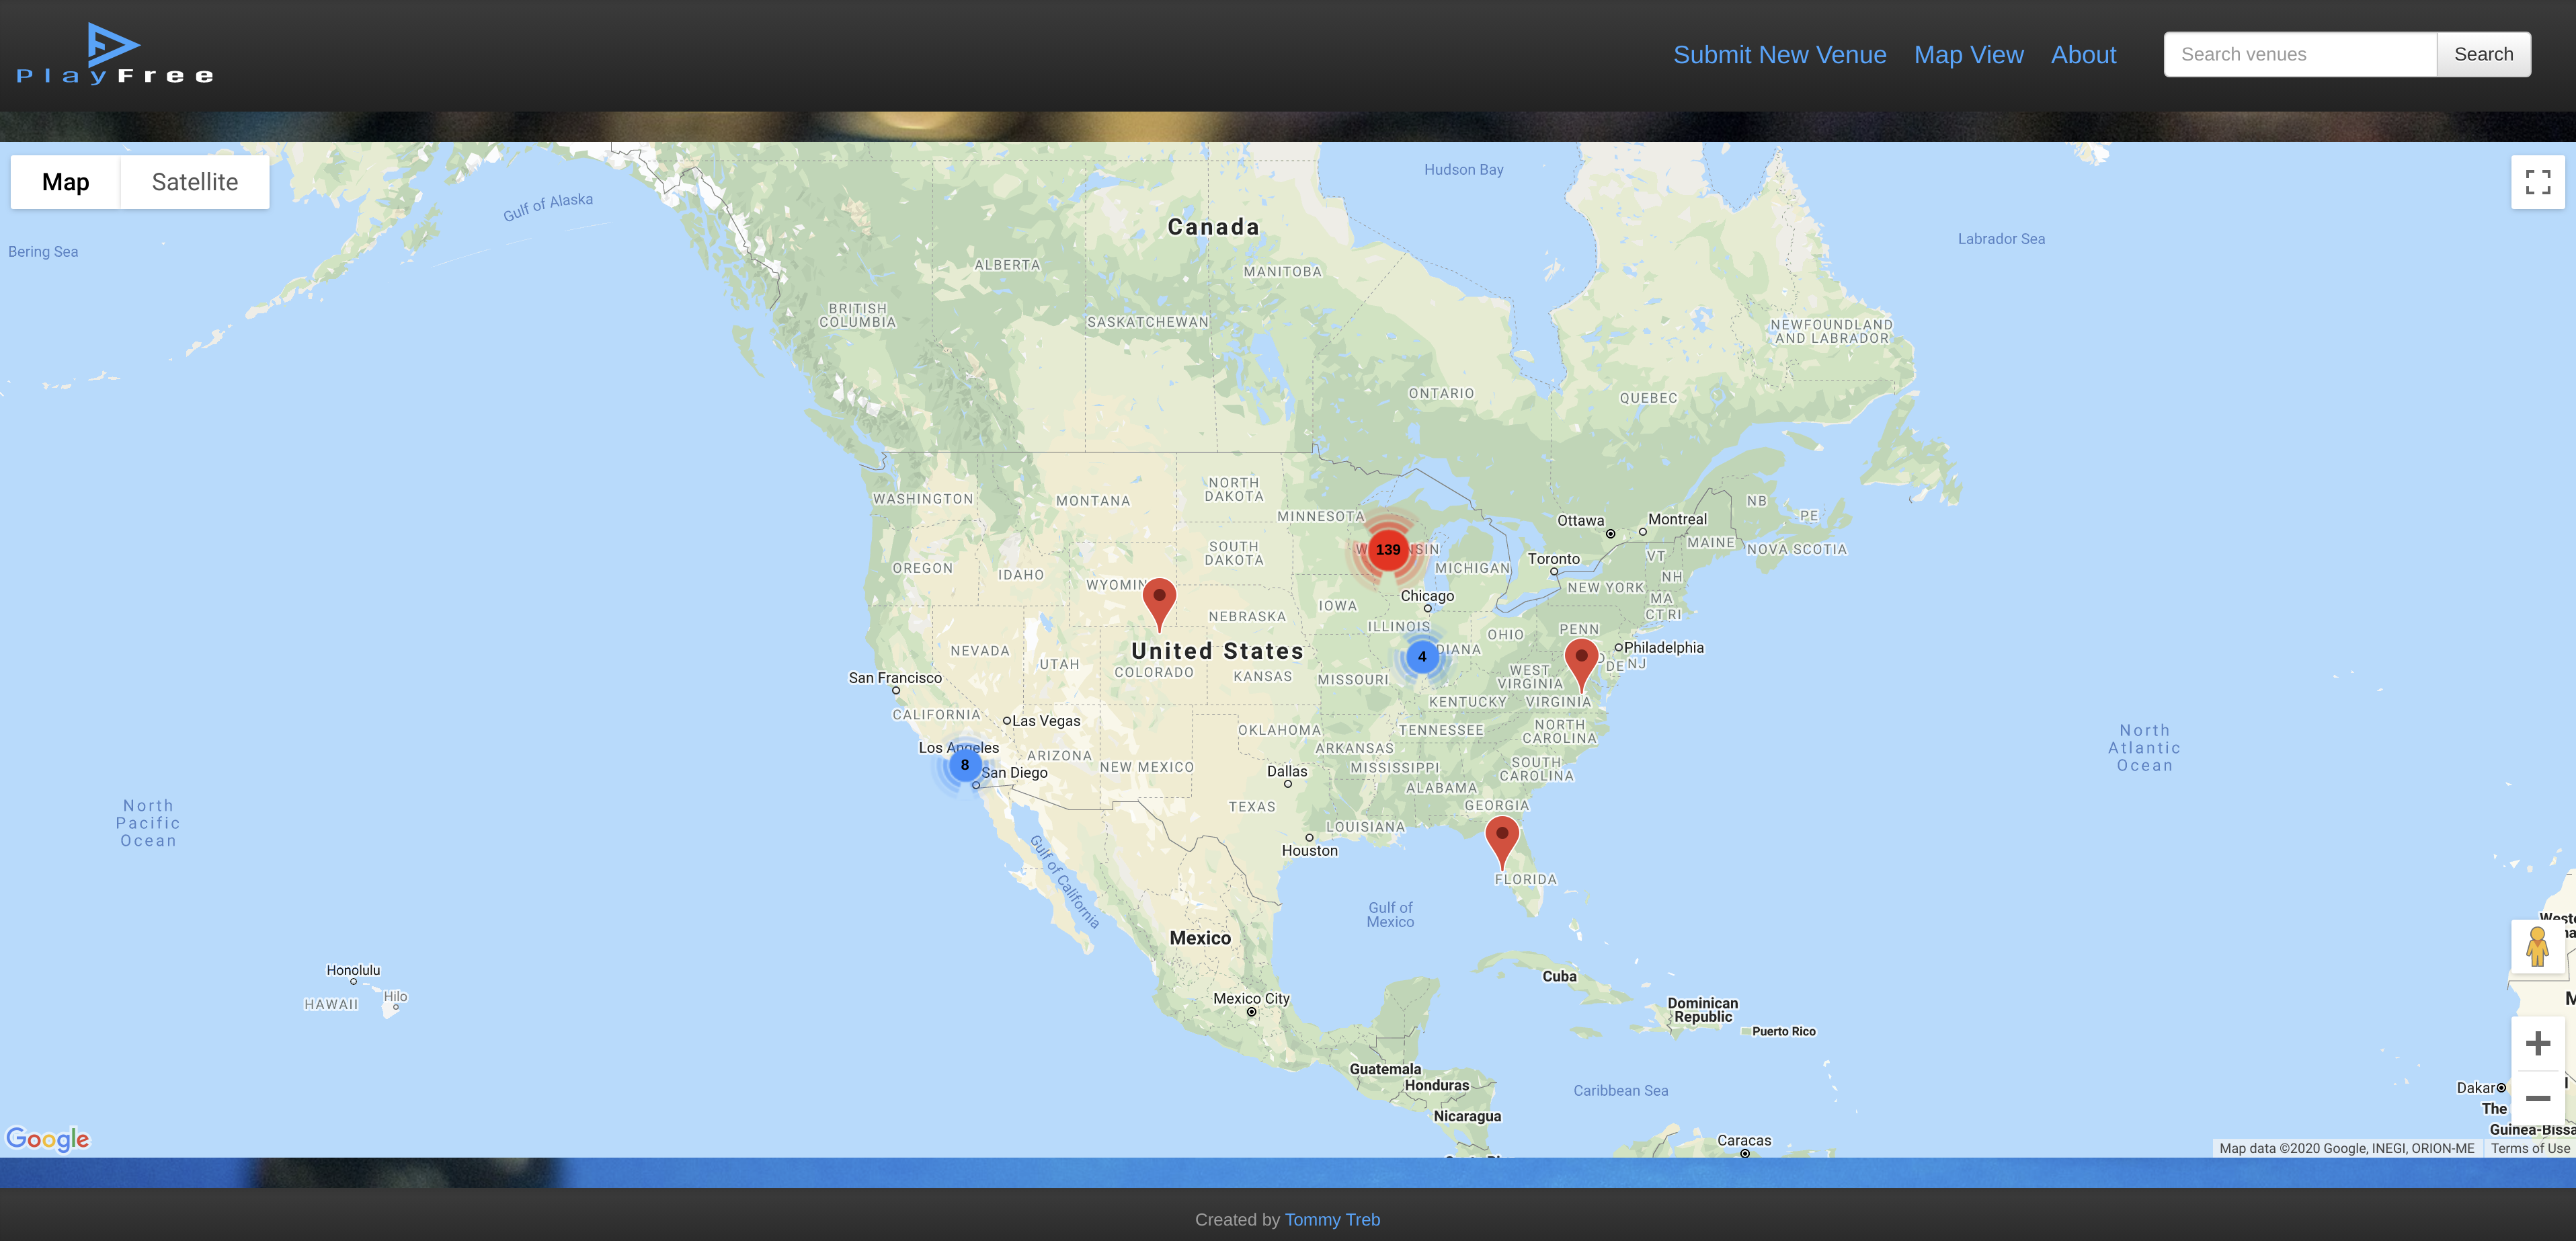 PlayFree
Submit New Venue
Map View
About
Search venues
Search
Map
Satellite
Hudson Bay
Gulf of Alaska
Canada
Labrador Sea
Bering Sea
ALBERTA
MANITOBA
BRITISH
COLUMBIA
SASKATCHEWAN
NEWFOUNDLAND
AND LABRADOR
ONTARIO
QUEBEC
WASHINGTON
MONTANA
NORTH
DAKOTA
NB
MINNESOTA
PE
Ottawa
Montreal
139
MAINE
NOVA SCOTIA
SOUTH
DAKOTA
VT
Toronto
OREGON
IDAHO
MICHIGAN
NH
WYOMIN
NEW YORK
Chicago
MA
IOWA
NEBRASKA
CT RI
ILLINOIS
PENN
OHIO
United States
NEVADA
4
DIANA
Philadelphia
UTAH
DE NJ
COLORADO
KANSAS
MISSOURI
WEST
VIRGINIA
San Francisco
KENTUCKY
VIRGINIA
CALIFORNIA
Las Vegas
OKLAHOMA
TENNESSEE
NORTH
CAROLINA
North
Atlantic
Ocean
Los Angeles
ARIZONA
ARKANSAS
8
NEW MEXICO
MISSISSIPPI
SOUTH
CAROLINA
San Diego
Dallas
ALABAMA
TEXAS
GEORGIA
North
Pacific
Ocean
LOUISIANA
Houston
Gulf of California
FLORIDA
Gulf of
Mexico
Mexico
Honolulu
Cuba
HAWAII
Hilo
Mexico City
Dominican
Republic
Puerto Rico
Guatemala
Honduras
Caribbean Sea
Dakar
Nicaragua
The
Guinea-Bissa
Caracas
Google
Map data ©2020 Google, INEGI, ORION-ME
Terms of Use
Created by Tommy Treb